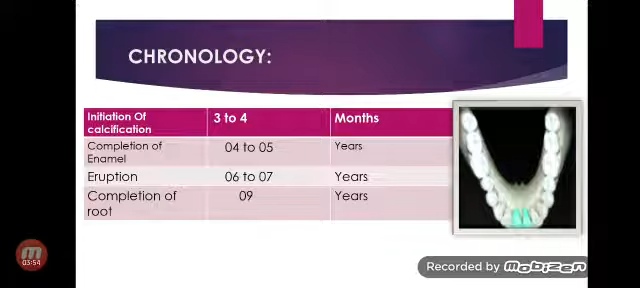 CHRONOLOGY:
Initiation Of calcification 3 to 4 Months
Completion of Enamel 04 to 05 Years
Eruption 06 to 07 Years
Completion of root 09 Years
03:54
Recorded by Mobizen